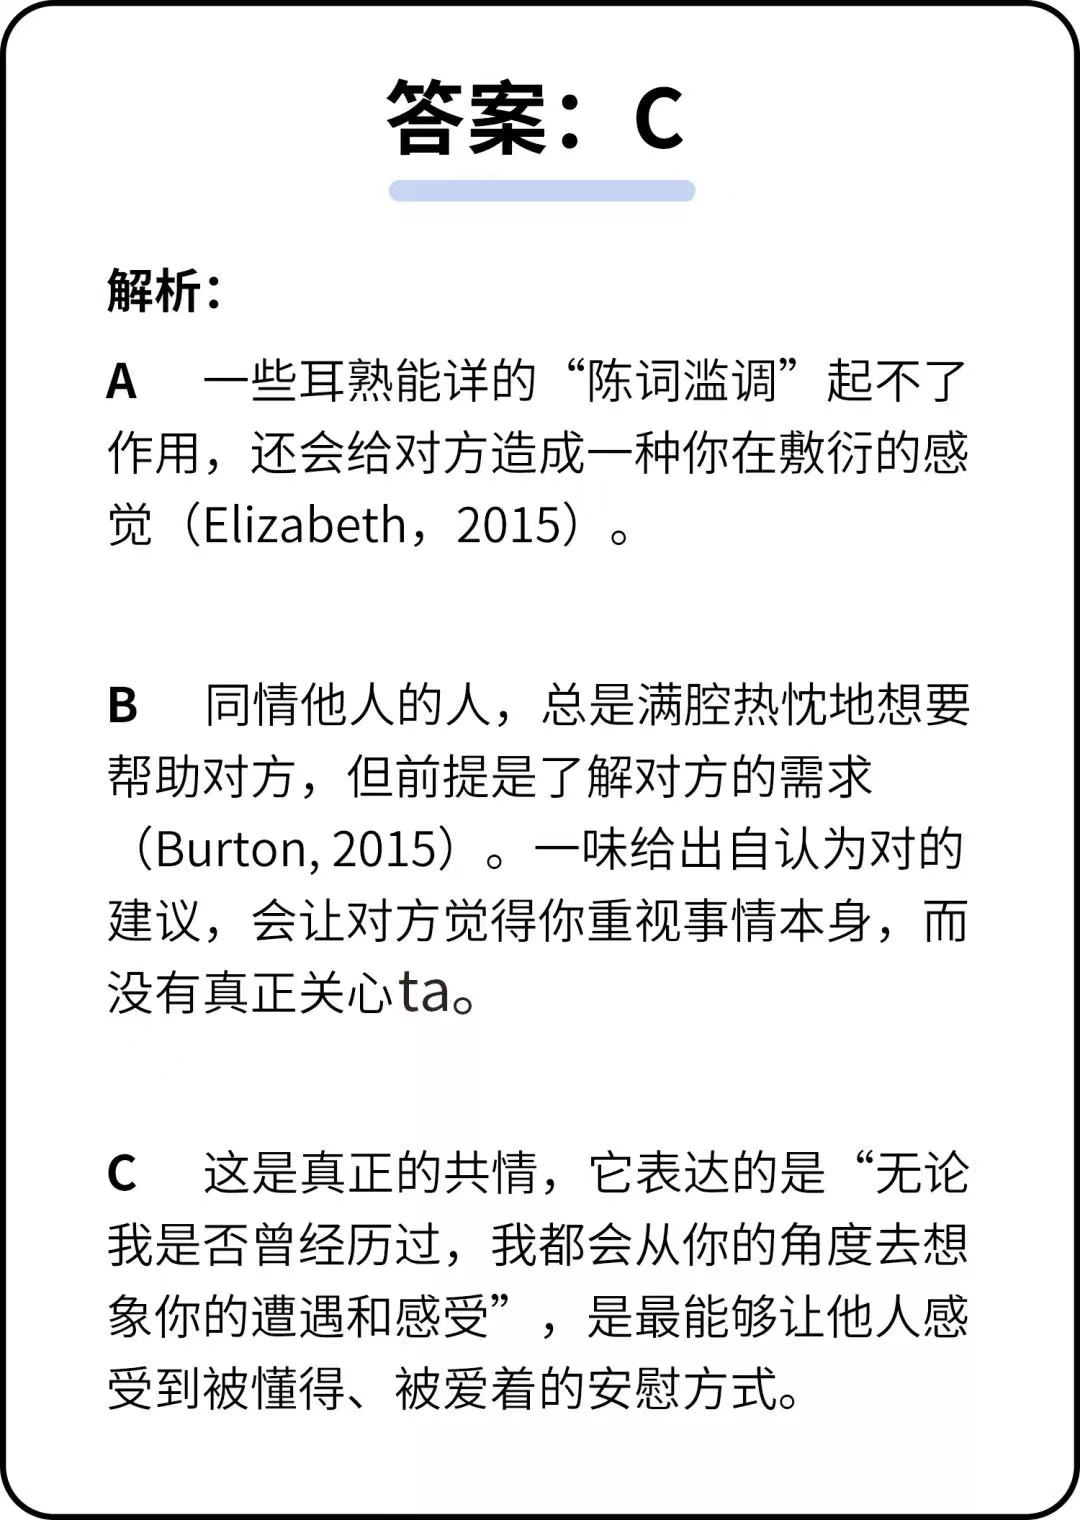 答案：C
解析：
A 一些耳熟能详的“陈词滥调”起不了
作用，还会给对方造成一种你在敷衍的感
觉（Elizabeth，2015）。
B 同情他人的人，总是满腔热忱地想要
帮助对方，但前提是了解对方的需求
（Burton, 2015）。一味给出自认为对的
建议，会让对方觉得你重视事情本身，而
没有真正关心ta。
C 这是真正的共情，它表达的是“无论
我是否曾经历过，我都会从你的角度去想
象你的遭遇和感受”，是最能够让他人感
受到被懂得、被爱着的安慰方式。